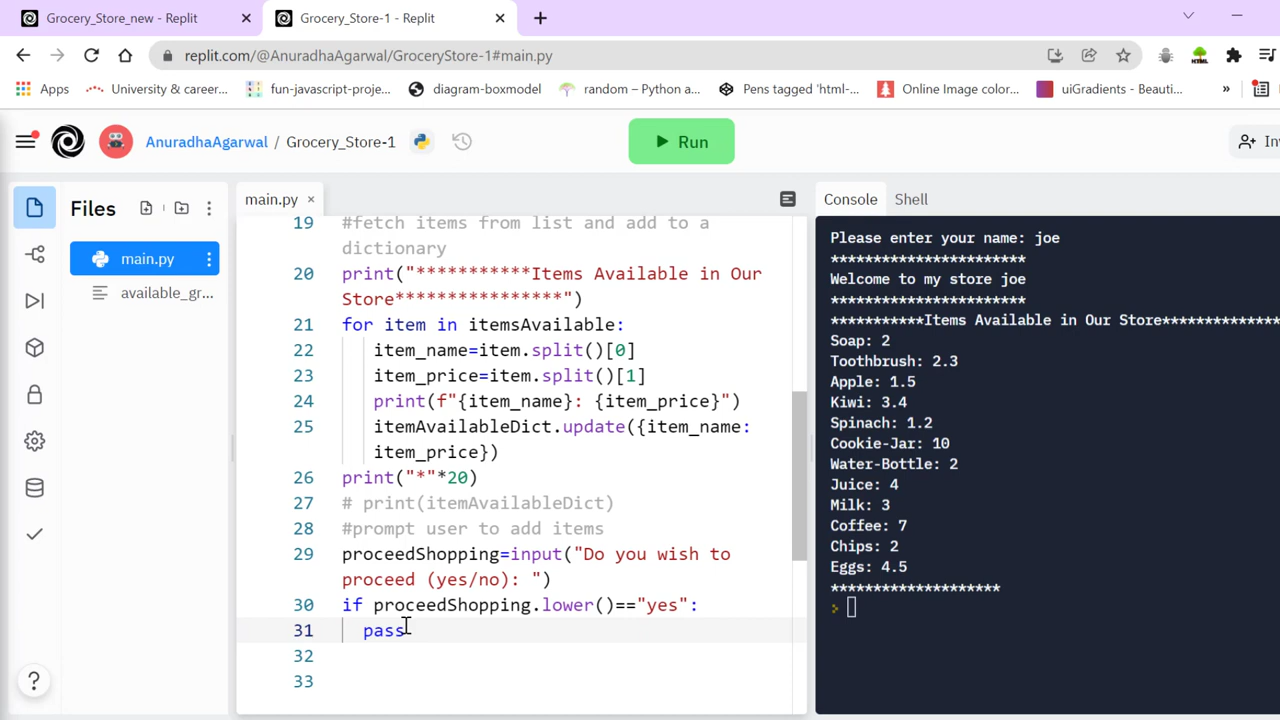 Grocery_Store_new - Replit
Grocery_Store-1 - Replit
replit.com/@AnuradhaAgarwal/GroceryStore-1#main.py
Apps
University & career...
fun-javascript-proje...
diagram-boxmodel
random – Python a...
Pens tagged 'html-...
Online Image color...
uiGradients - Beauti...
»
AnuradhaAgarwal / Grocery_Store-1
Run
In
Files
main.py
available_gr...
main.py
19 #fetch items from list and add to a
dictionary
20 print("***********Items Available in Our
Store****************")
21 for item in itemsAvailable:
22 item_name=item.split()[0]
23 item_price=item.split()[1]
24 print(f"{item_name}: {item_price}")
25 itemAvailableDict.update({item_name:
item_price})
26 print("*"*20)
27 # print(itemAvailableDict)
28 #prompt user to add items
29 proceedShopping=input("Do you wish to
proceed (yes/no): ")
30 if proceedShopping.lower()=="yes":
31 pass
32
33
?
Console
Shell
Please enter your name: joe
***********************
Welcome to my store joe
***********************
***********Items Available in Our Store**************
Soap: 2
Toothbrush: 2.3
Apple: 1.5
Kiwi: 3.4
Spinach: 1.2
Cookie-Jar: 10
Water-Bottle: 2
Juice: 4
Milk: 3
Coffee: 7
Chips: 2
Eggs: 4.5
********************
>